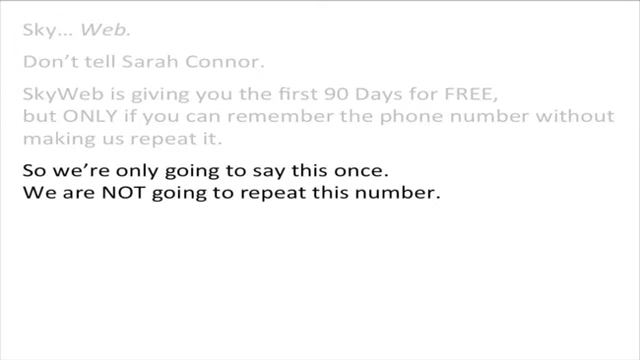 Sky... Web.
Don't tell Sarah Connor.
SkyWeb is giving you the first 90 Days for FREE,
but ONLY if you can remember the phone number without
making us repeat it.
So we're only going to say this once.
We are NOT going to repeat this number.